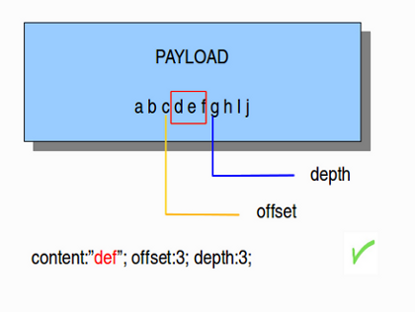 PAYLOAD
a b c d e f g h I j
depth
offset
content:”def”; offset:3; depth:3;